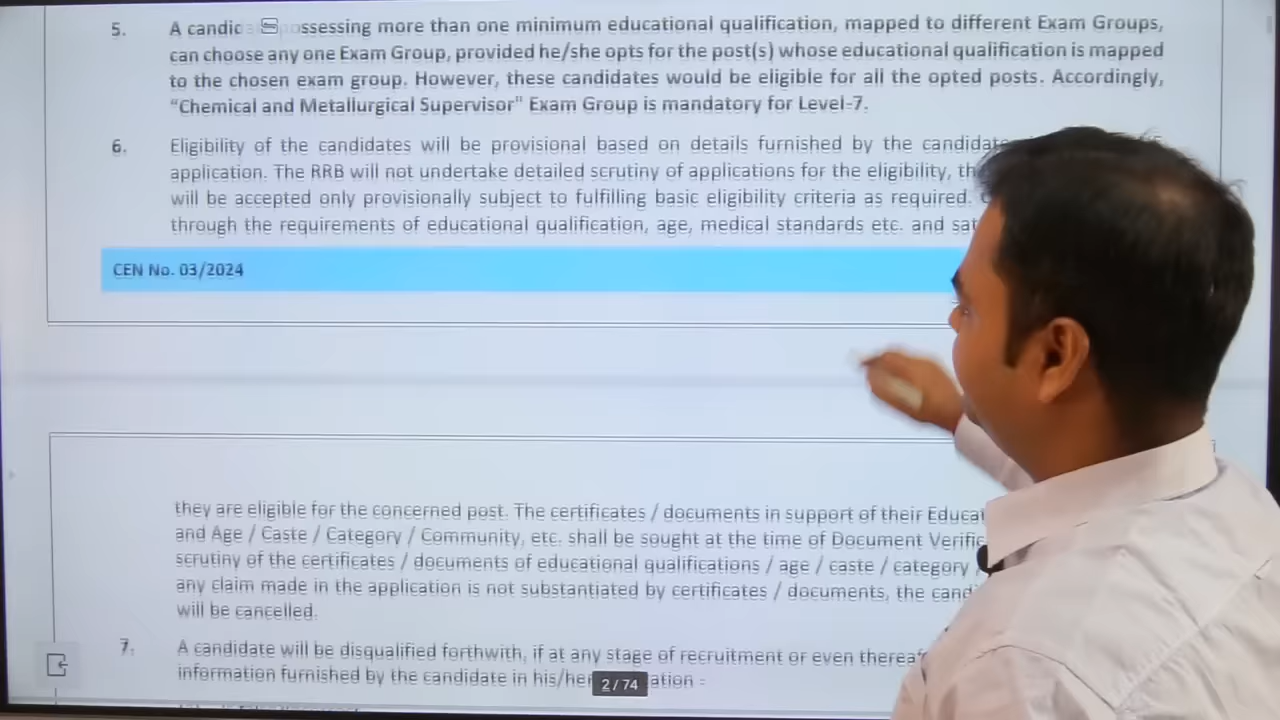 5. A candic ossessing more than one minimum educational qualification, mapped to different Exam Groups,
can choose any one Exam Group, provided he/she opts for the post(s) whose educational qualification is mapped
to the chosen exam group. However, these candidates would be eligible for all the opted posts. Accordingly,
"Chemical and Metallurgical Supervisor" Exam Group is mandatory for Level-7.
6. Eligibility of the candidates will be provisional based on details furnished by the candidat
application. The RRB will not undertake detailed scrutiny of applications for the eligibility, th
will be accepted only provisionally subject to fulfilling basic eligibility criteria as required.
through the requirements of educational qualification, age, medical standards etc. and sat
CEN No. 03/2024
they are eligible for the concerned post. The certificates / documents in support of their Educat
and Age / Caste / Category / Community, etc. shall be sought at the time of Document Verific
scrutiny of the certificates / documents of educational qualifications / age / caste / category
any claim made in the application is not substantiated by certificates / documents, the cand
will be cancelled.
7. A candidate will be disqualified forthwith, if at any stage of recruitment or even thereaf
information furnished by the candidate in his/her ation :
2 / 74